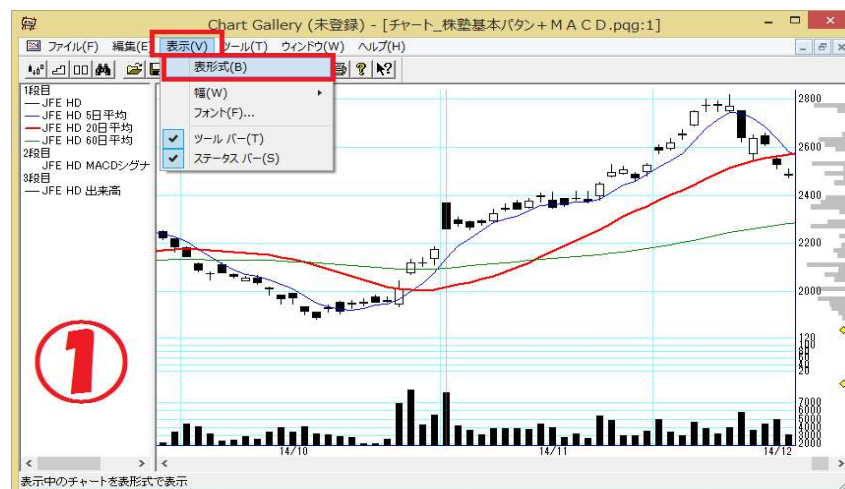 Chart Gallery (未登録) - [チャート_株塾基本パタン+ＭＡＣＤ.pqg:1]
ファイル(F) 編集(E) 表示(V) ツール(T) ウィンドウ(W) ヘルプ(H)
表形式(B)
幅(W)
フォント(F)...
ツール バー(T)
ステータス バー(S)
1段目
JFE HD
JFE HD 5日平均
JFE HD 20日平均
JFE HD 60日平均
2段目
JFE HD MACDシグナ
3段目
JFE HD 出来高
2800
2600
2400
2200
2000
120
100
80
60
40
20
7000
6000
5000
4000
3000
2000
14/10 14/11 14/12
①
表示中のチャートを表形式で表示